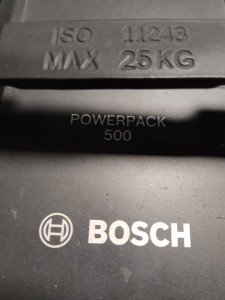 ISO 11243
MAX 25KG
POWERPACK
500
BOSCH